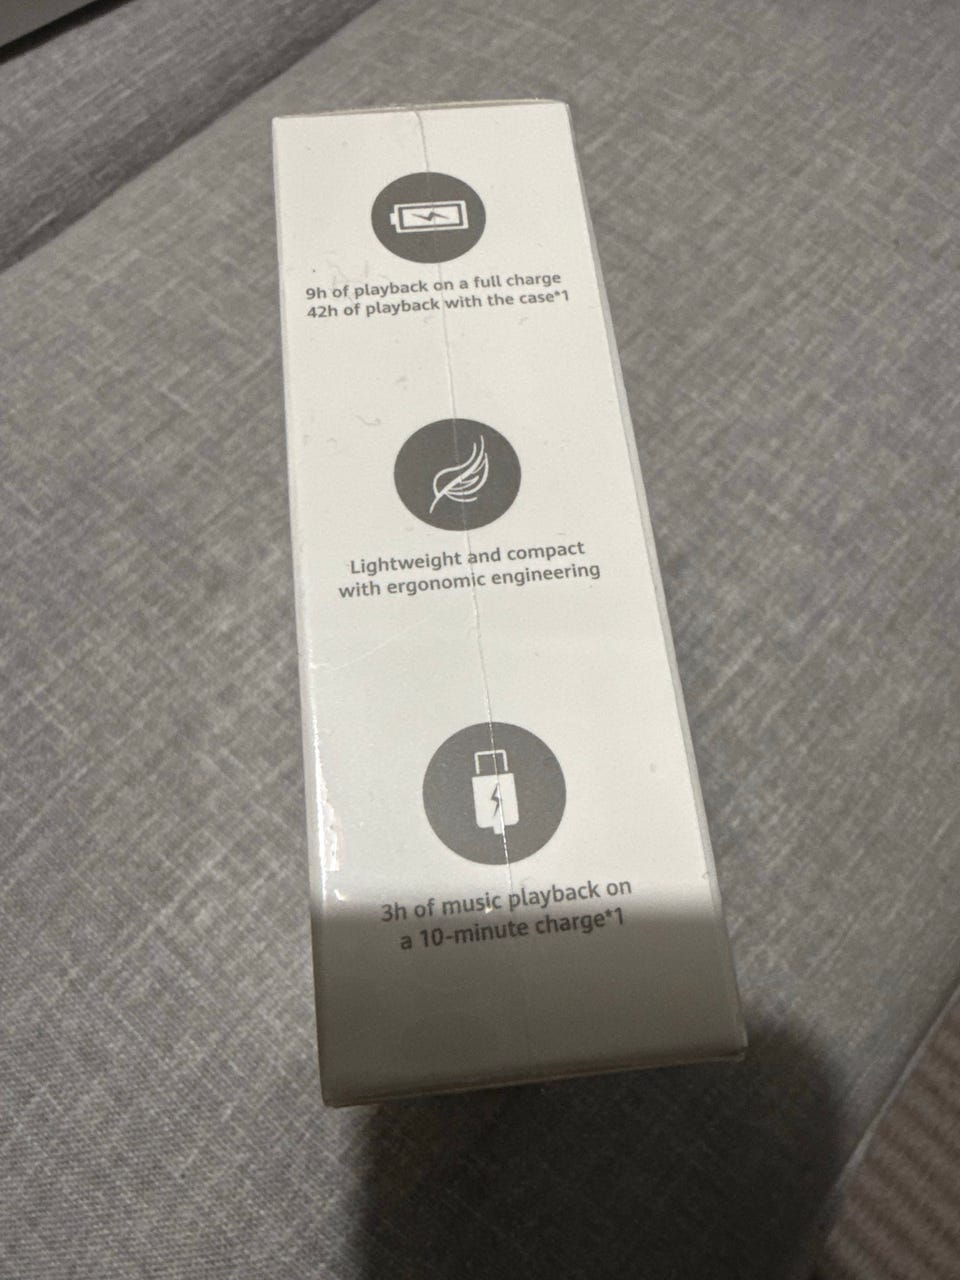 9h of playback on a full charge
42h of playback with the case*1
Lightweight and compact
with ergonomic engineering
3h of music playback on
a 10-minute charge*1